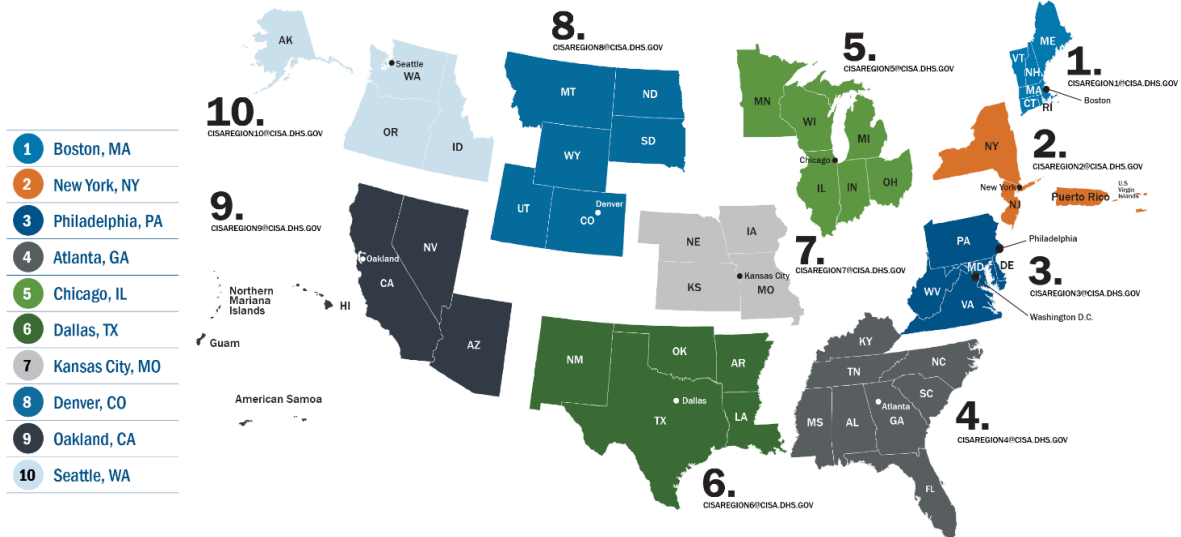 1 Boston, MA
2 New York, NY
3 Philadelphia, PA
4 Atlanta, GA
5 Chicago, IL
6 Dallas, TX
7 Kansas City, MO
8 Denver, CO
9 Oakland, CA
10 Seattle, WA
10.
CISAREGION10@CISA.DHS.GOV
AK
Seattle
WA
OR
ID
8.
CISAREGION8@CISA.DHS.GOV
MT
ND
SD
WY
UT
CO
Denver
5.
CISAREGION5@CISA.DHS.GOV
MN
WI
MI
Chicago
IL
IN
OH
1.
CISAREGION1@CISA.DHS.GOV
ME
VT
NH
MA
CT
RI
Boston
2.
CISAREGION2@CISA.DHS.GOV
NY
New York
NJ
Puerto Rico
U.S
Virgin
Islands
9.
CISAREGION9@CISA.DHS.GOV
NV
Oakland
CA
AZ
HI
Northern
Mariana
Islands
Guam
American Samoa
7.
CISAREGION7@CISA.DHS.GOV
NE
IA
KS
Kansas City
MO
3.
CISAREGION3@CISA.DHS.GOV
PA
Philadelphia
MD
DE
WV
VA
Washington D.C.
6.
CISAREGION6@CISA.DHS.GOV
NM
OK
AR
TX
Dallas
LA
4.
CISAREGION4@CISA.DHS.GOV
KY
TN
NC
SC
MS
AL
Atlanta
GA
FL